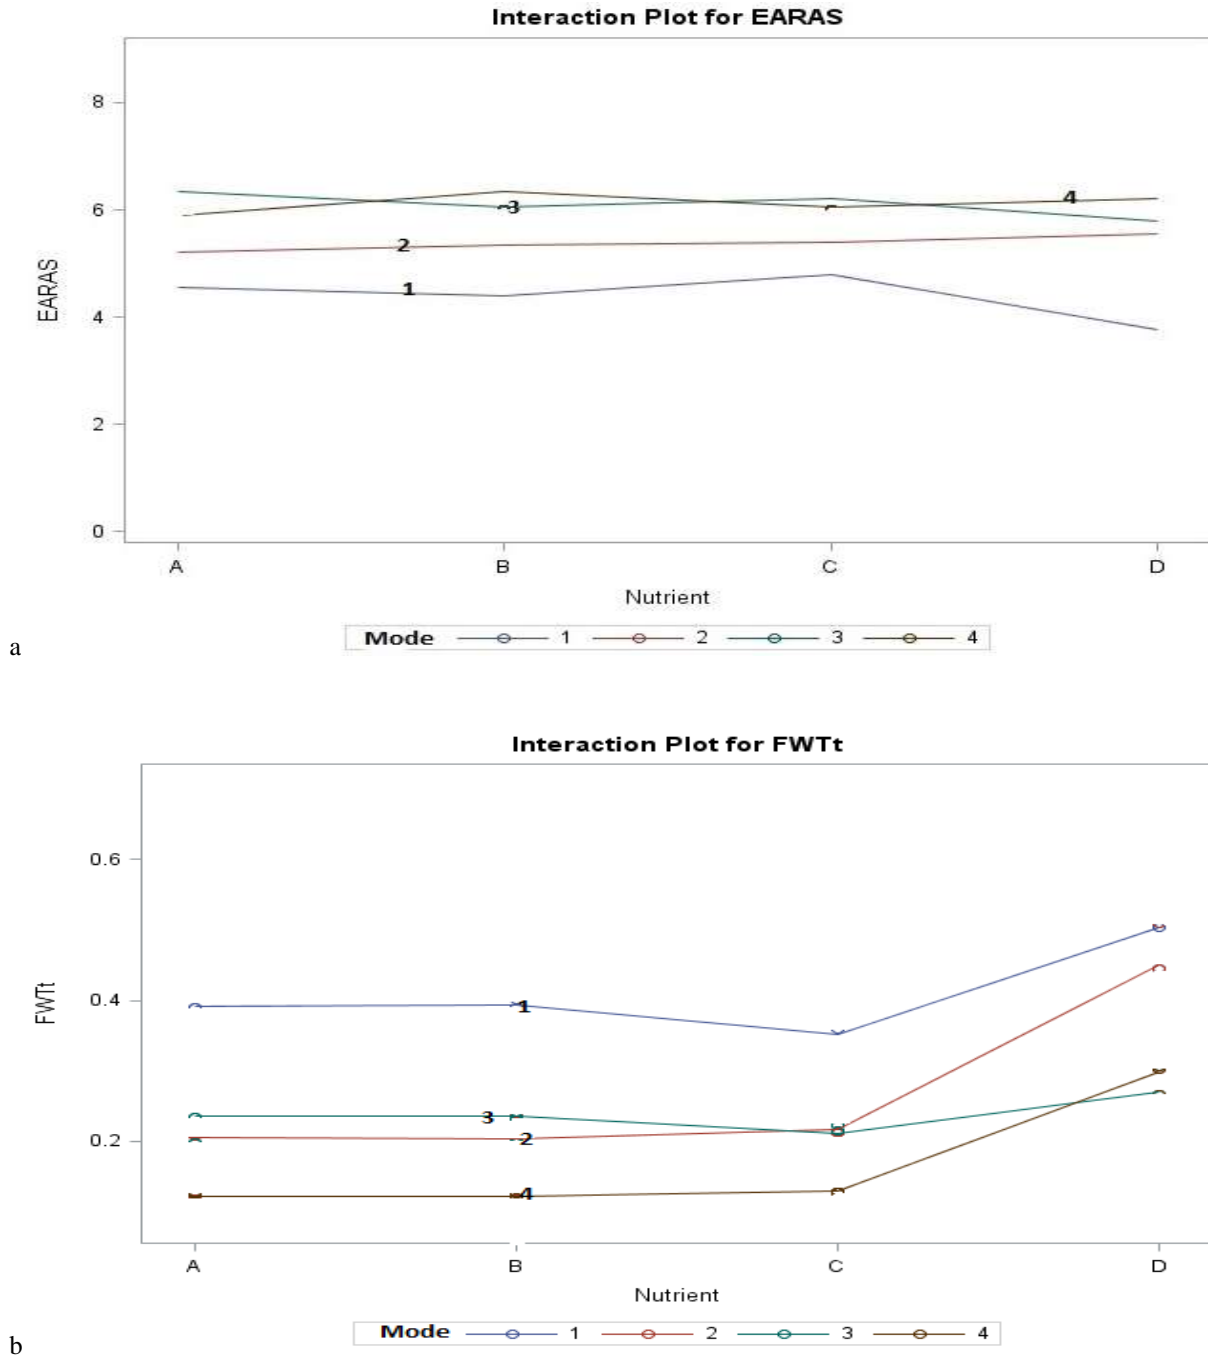 Interaction Plot for EARAS
8
6
4
2
0
EARAS
3
4
2
1
A B C D
Nutrient
Mode 1 2 3 4
a
Interaction Plot for FWTt
0.6
0.4
0.2
FWTt
1
3
2
4
A B C D
Nutrient
Mode 1 2 3 4
b